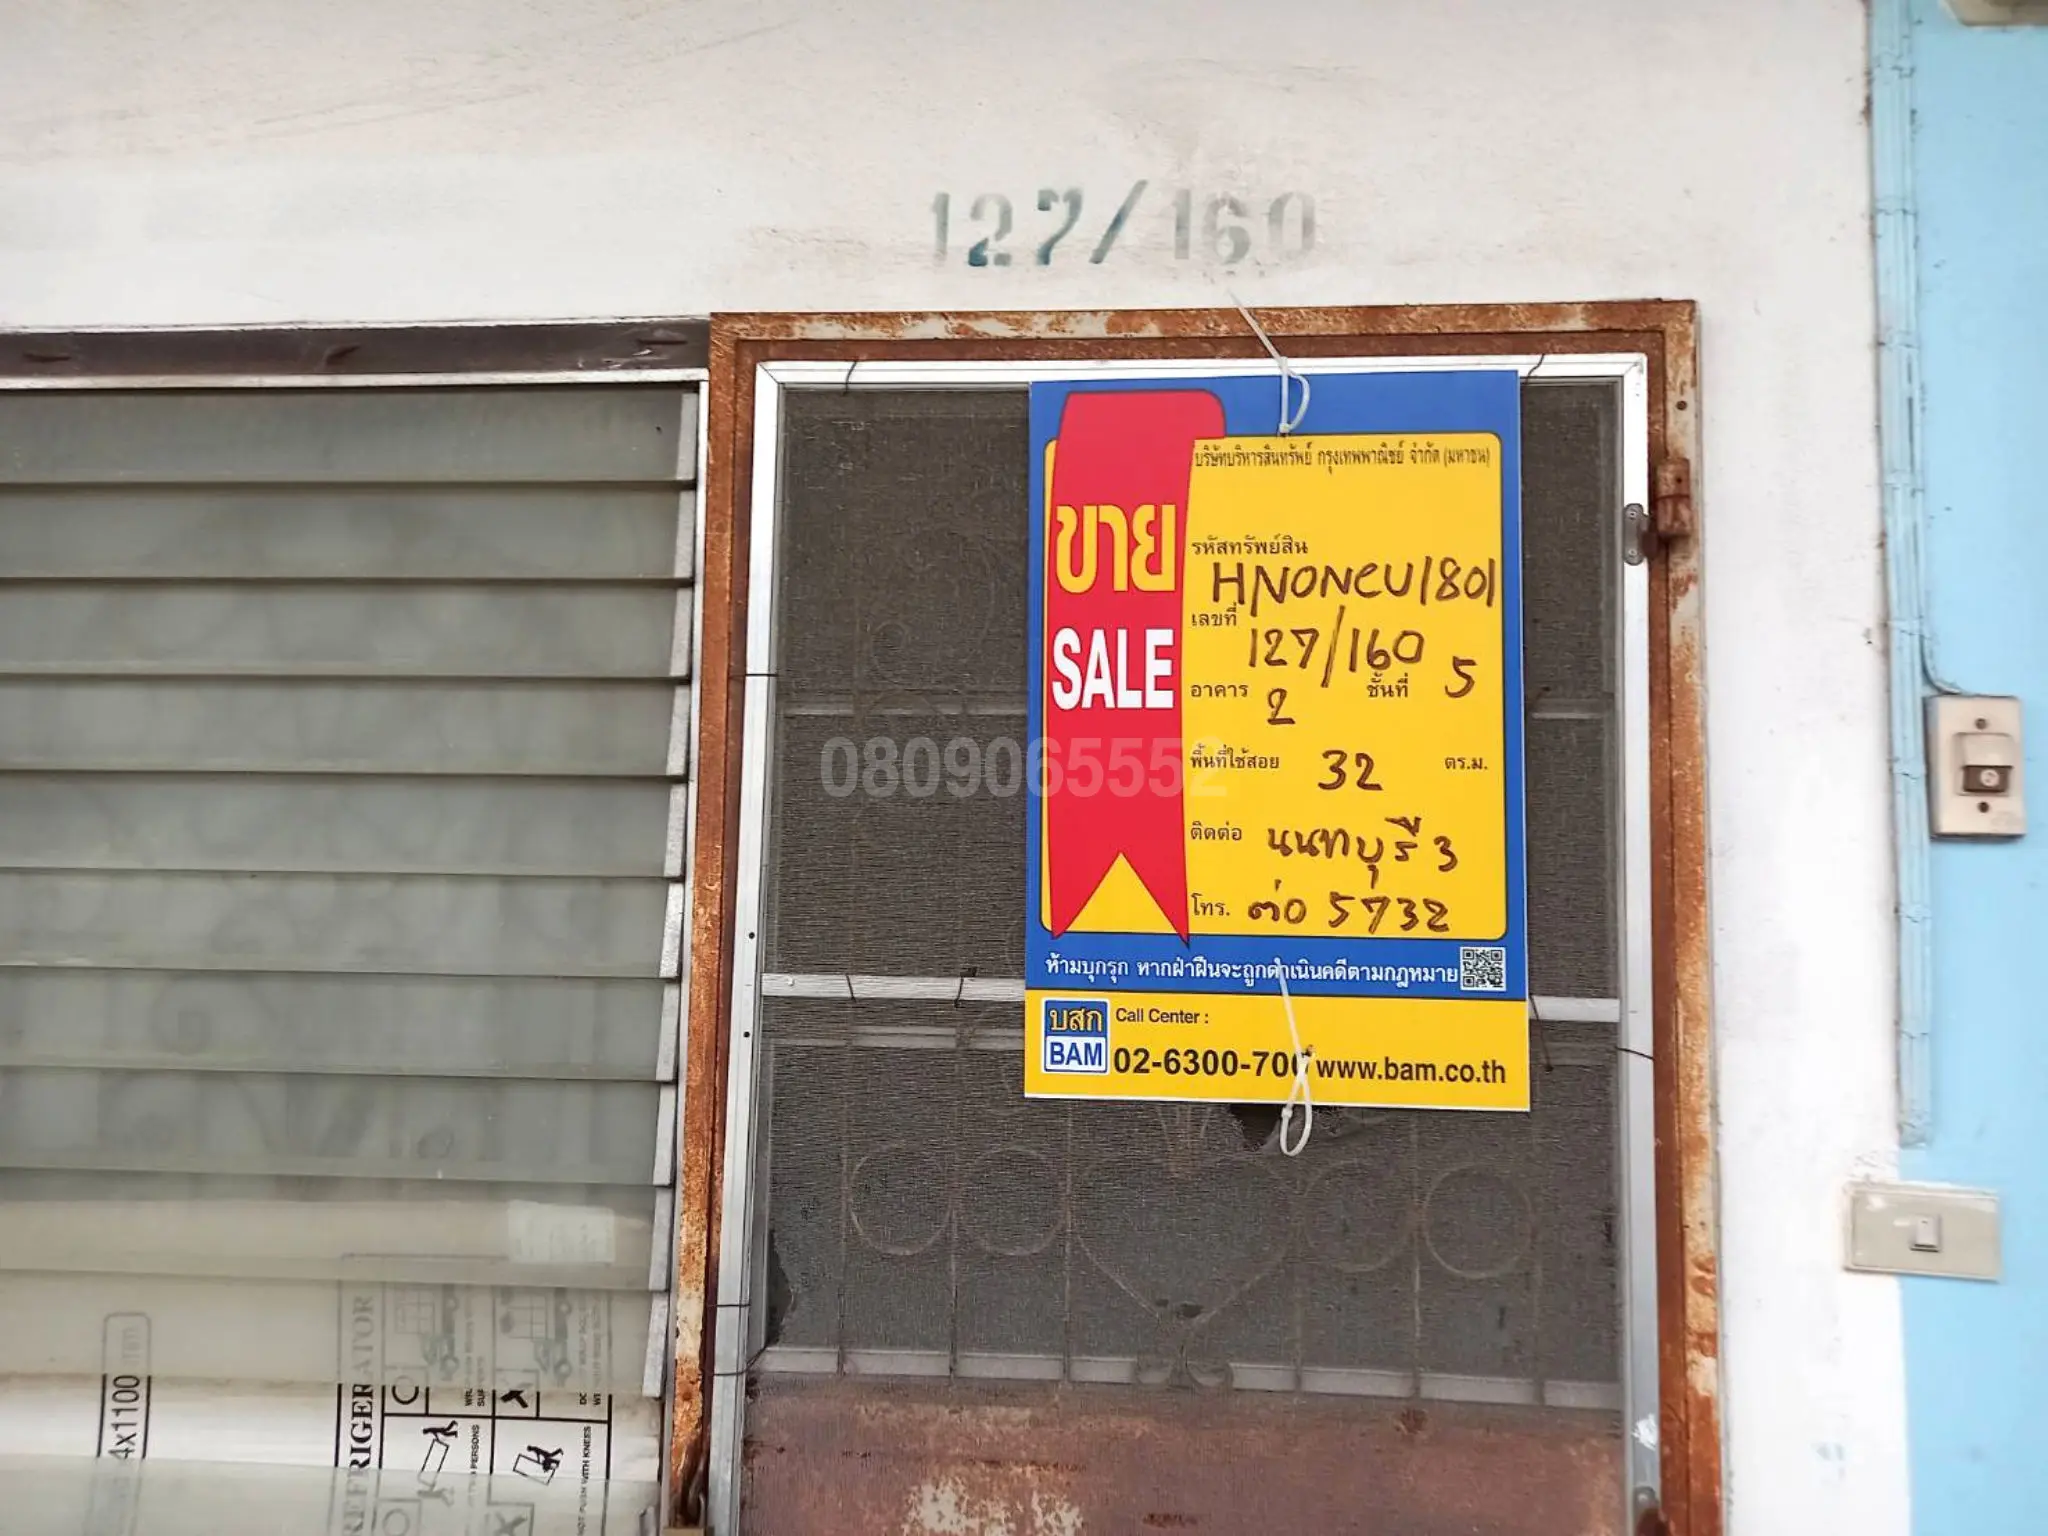 127/160
บริษัทบริหารสินทรัพย์ กรุงเทพพาณิชย์ จำกัด (มหาชน)
ขาย
SALE
รหัสทรัพย์สิน
HNONCU1801
เลขที่ 127/160
อาคาร 2 ชั้นที่ 5
พื้นที่ใช้สอย 32 ตร.ม.
ติดต่อ นนทบุรี 3
โทร. ต่อ 5732
ห้ามบุกรุก หากฝ่าฝืนจะถูกดำเนินคดีตามกฎหมาย
บสก
BAM
Call Center :
02-6300-700 www.bam.co.th
0809065552
4x1100 mm
REFRIGERATOR
PERSONS
PUSH WITH KNEES